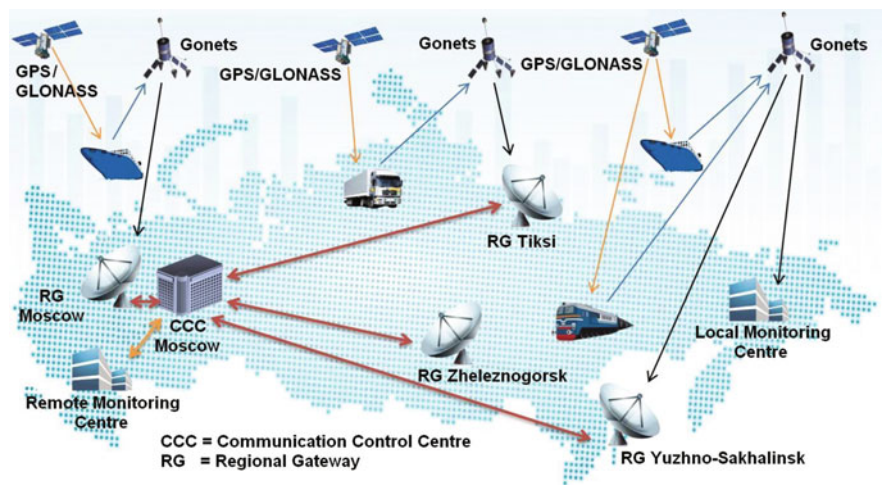 Gonets
GPS/
GLONASS
Gonets
GPS/GLONASS
Gonets
GPS/GLONASS
RG Tiksi
RG
Moscow
CCC
Moscow
Local Monitoring
Centre
RG Zheleznogorsk
Remote Monitoring
Centre
RG Yuzhno-Sakhalinsk
CCC = Communication Control Centre
RG = Regional Gateway